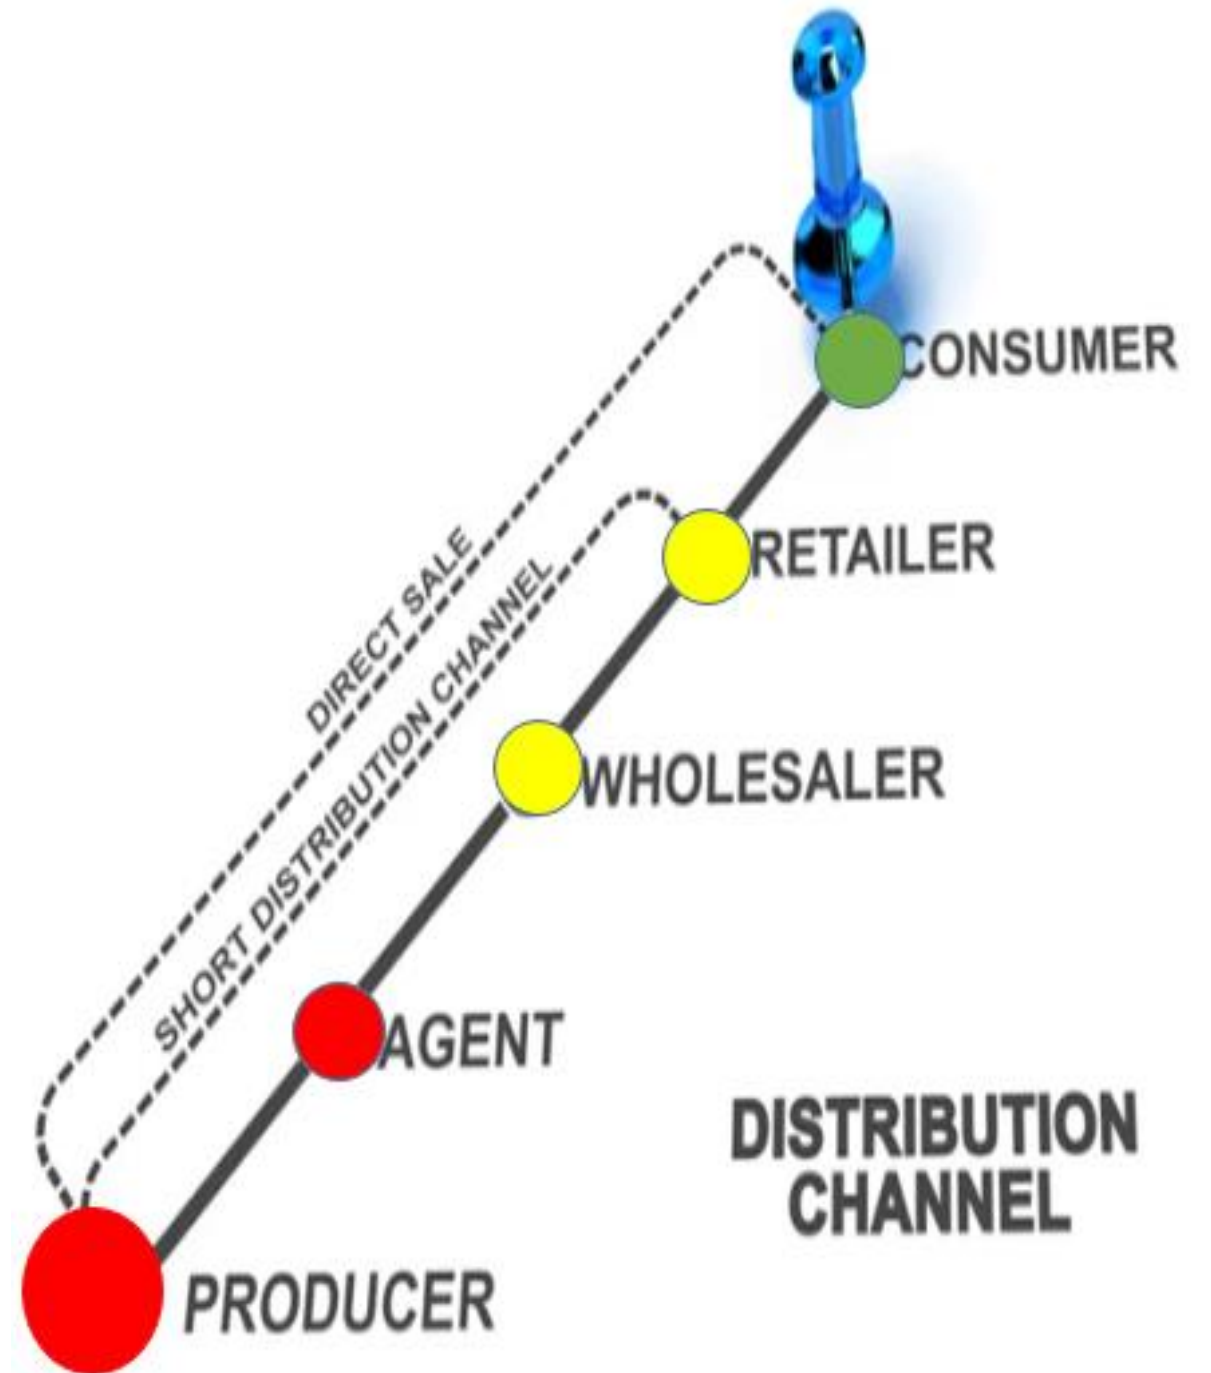 CONSUMER
RETAILER
DIRECT SALE
SHORT DISTRIBUTION CHANNEL
WHOLESALER
AGENT
DISTRIBUTION
CHANNEL
PRODUCER